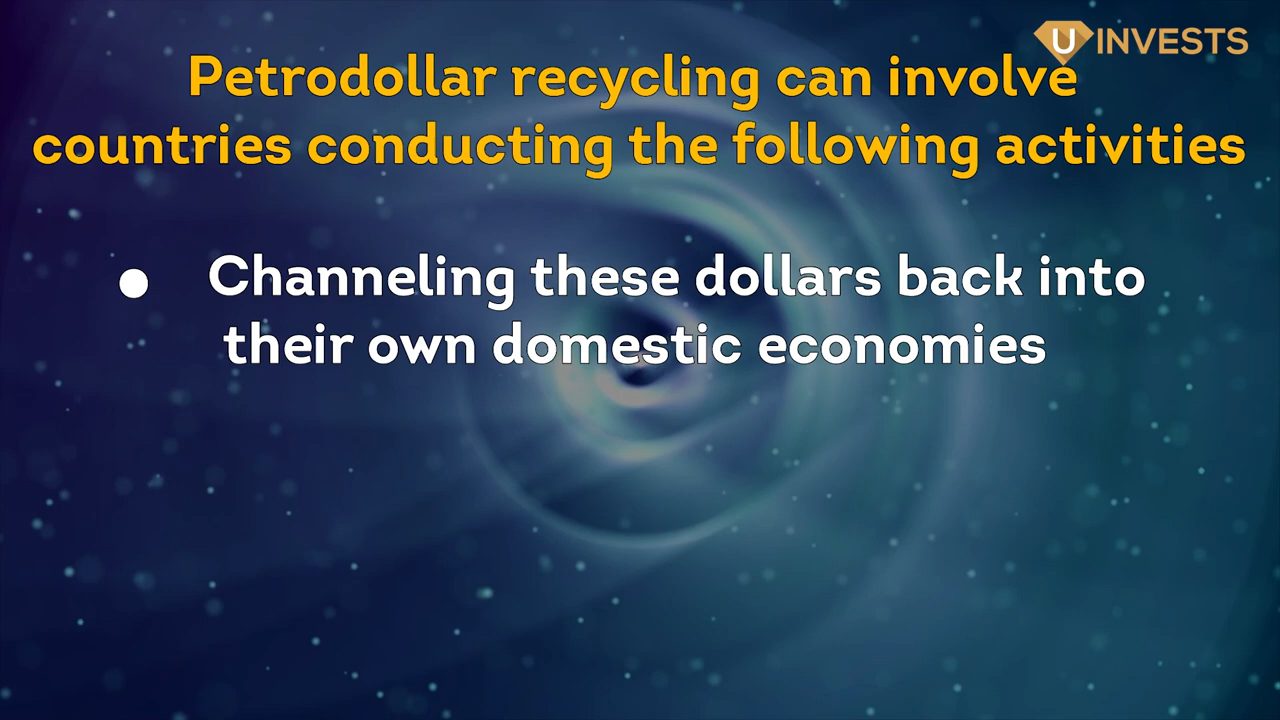 U INVESTS
Petrodollar recycling can involve
countries conducting the following activities
● Channeling these dollars back into
their own domestic economies